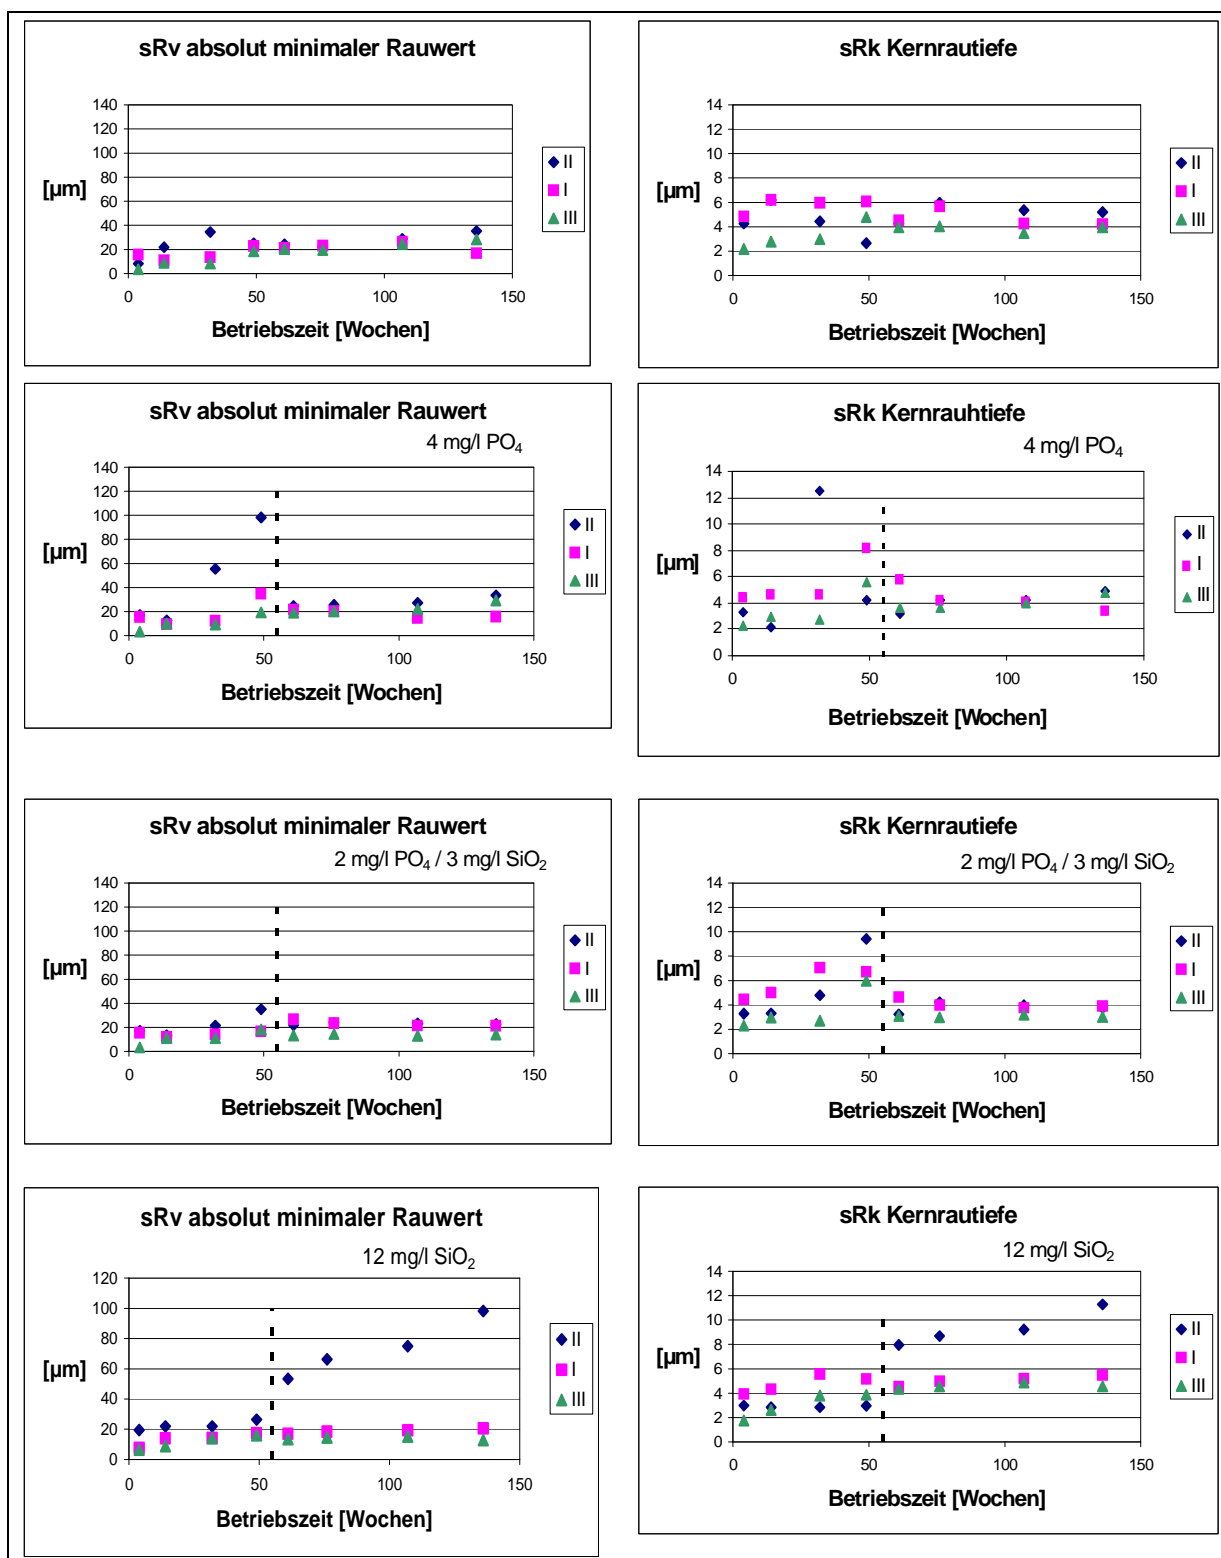 sRv absolut minimaler Rauwert
140
120
100
80
60
40
20
0
[µm]
0 50 100 150
Betriebszeit [Wochen]
II
I
III
sRk Kernrautiefe
14
12
10
8
6
4
2
0
[µm]
0 50 100 150
Betriebszeit [Wochen]
II
I
III
sRv absolut minimaler Rauwert
4 mg/l PO₄
140
120
100
80
60
40
20
0
[µm]
0 50 100 150
Betriebszeit [Wochen]
II
I
III
sRk Kernrauhtiefe
4 mg/l PO₄
14
12
10
8
6
4
2
0
[µm]
0 50 100 150
Betriebszeit [Wochen]
II
I
III
sRv absolut minimaler Rauwert
2 mg/l PO₄ / 3 mg/l SiO₂
140
120
100
80
60
40
20
0
[µm]
0 50 100 150
Betriebszeit [Wochen]
II
I
III
sRk Kernrautiefe
2 mg/l PO₄ / 3 mg/l SiO₂
14
12
10
8
6
4
2
0
[µm]
0 50 100 150
Betriebszeit [Wochen]
II
I
III
sRv absolut minimaler Rauwert
12 mg/l SiO₂
120
100
80
60
40
20
0
[µm]
0 50 100 150
Betriebszeit [Wochen]
II
I
III
sRk Kernrautiefe
12 mg/l SiO₂
14
12
10
8
6
4
2
0
[µm]
0 50 100 150
Betriebszeit [Wochen]
II
I
III